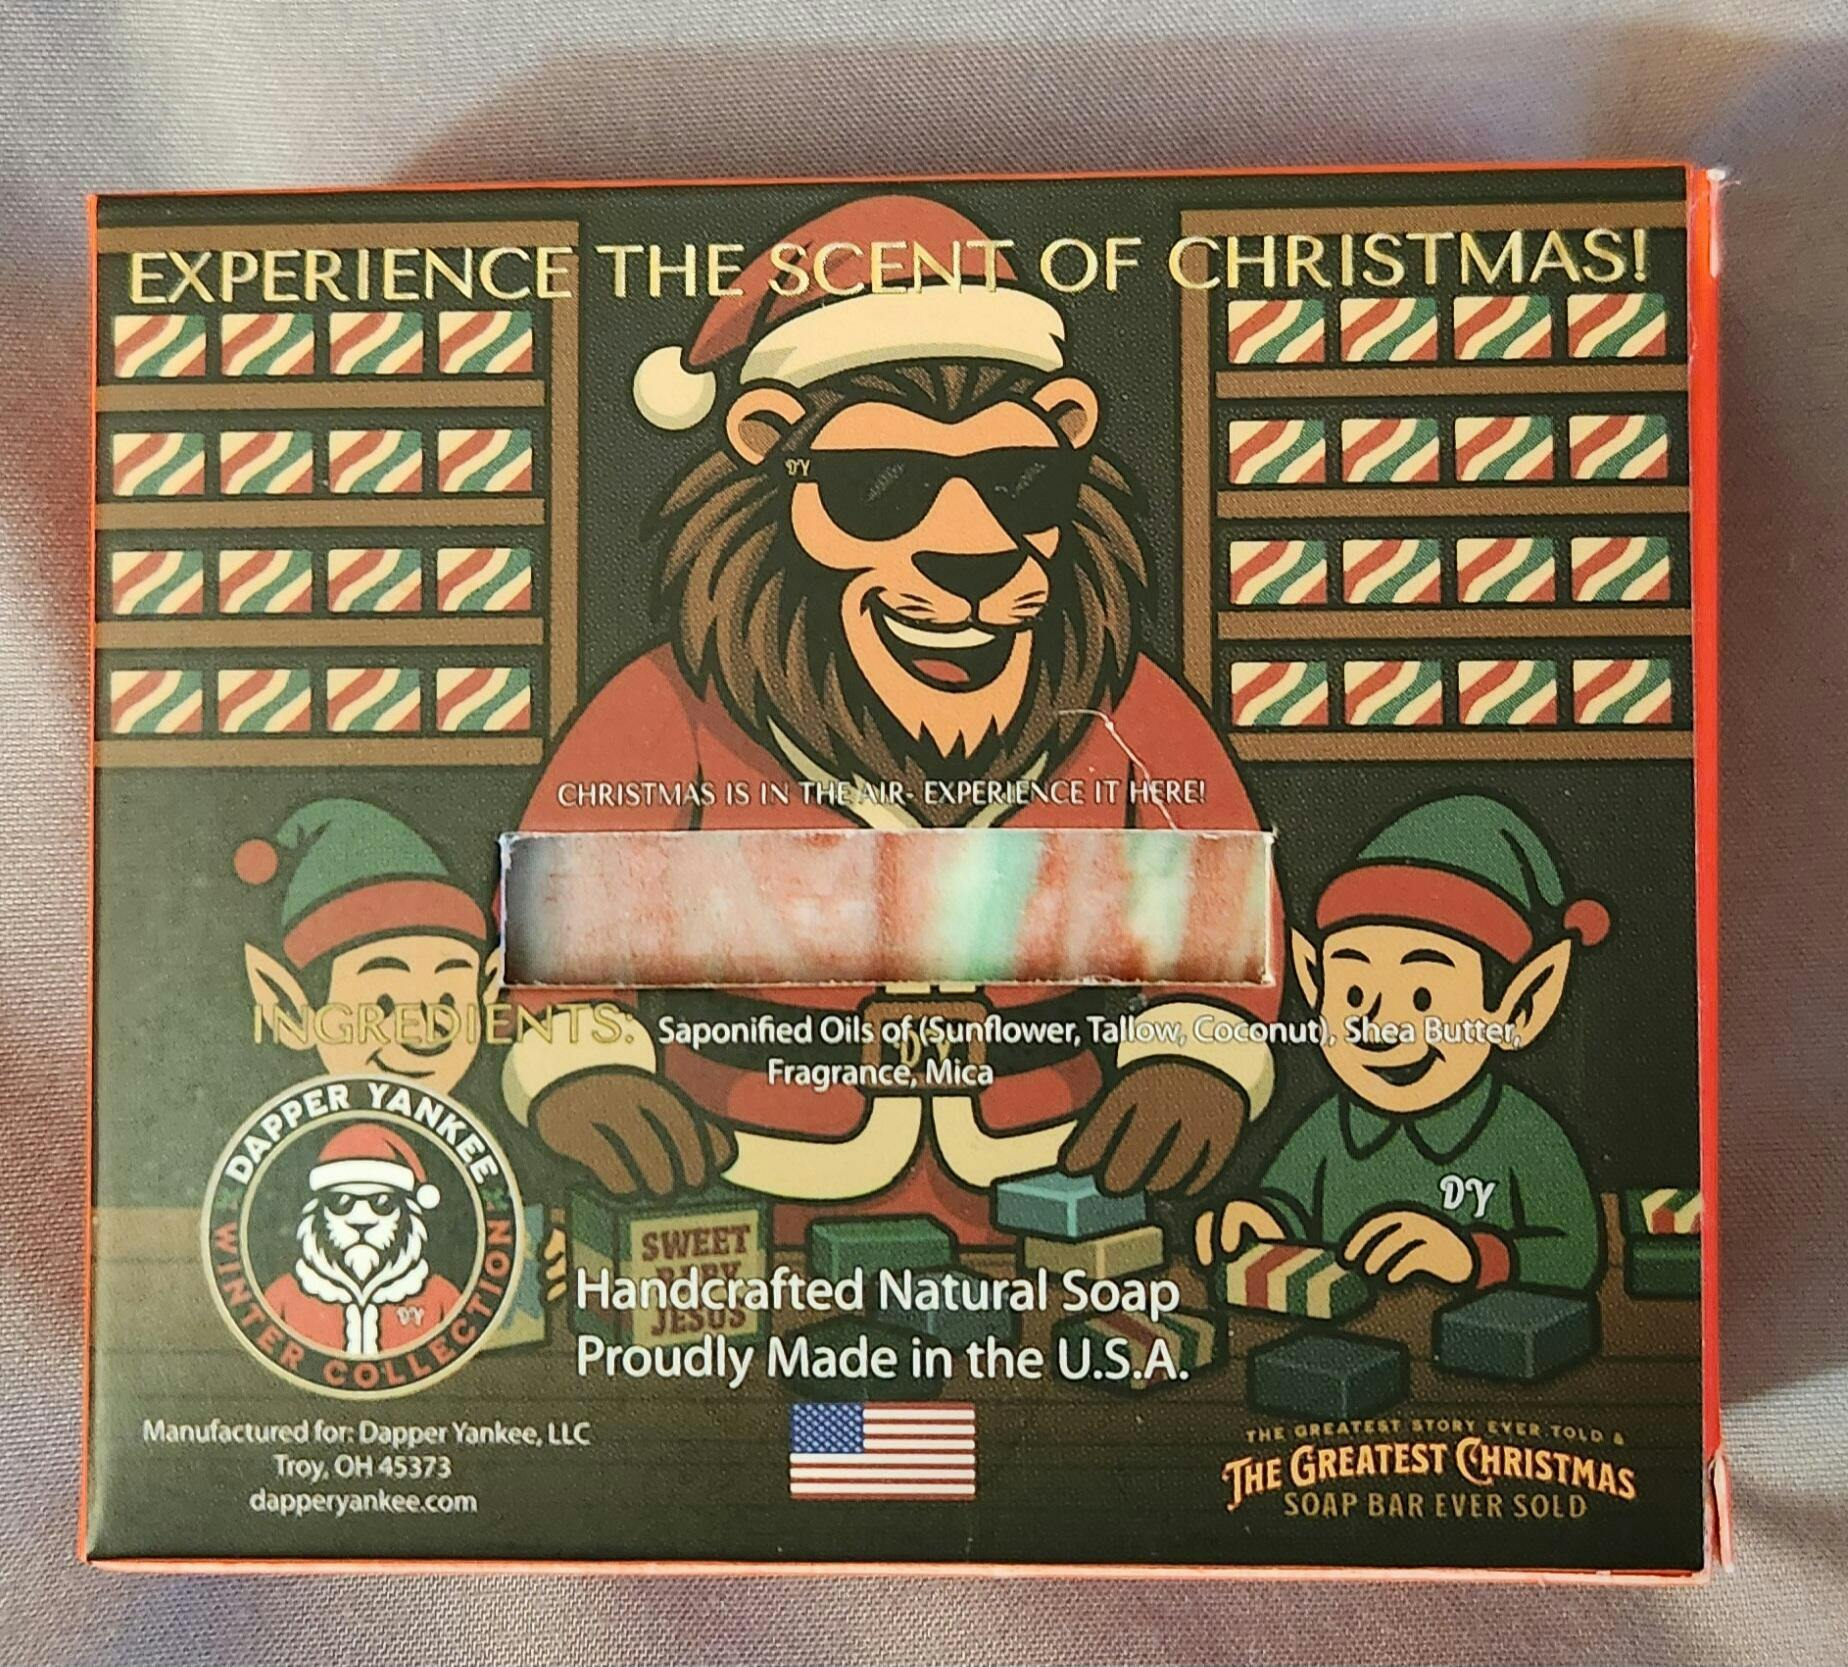 EXPERIENCE THE SCENT OF CHRISTMAS!
DY
CHRISTMAS IS IN THE AIR- EXPERIENCE IT HERE!
INGREDIENTS: Saponified Oils of (Sunflower, Tallow, Coconut), Shea Butter,
Fragrance, Mica
DY
DAPPER YANKEE
WINTER COLLECTION
DY
DY
SWEET
BABY
JESUS
Handcrafted Natural Soap
Proudly Made in the U.S.A.
Manufactured for: Dapper Yankee, LLC
Troy, OH 45373
dapperyankee.com
THE GREATEST STORY EVER TOLD &
THE GREATEST CHRISTMAS
SOAP BAR EVER SOLD